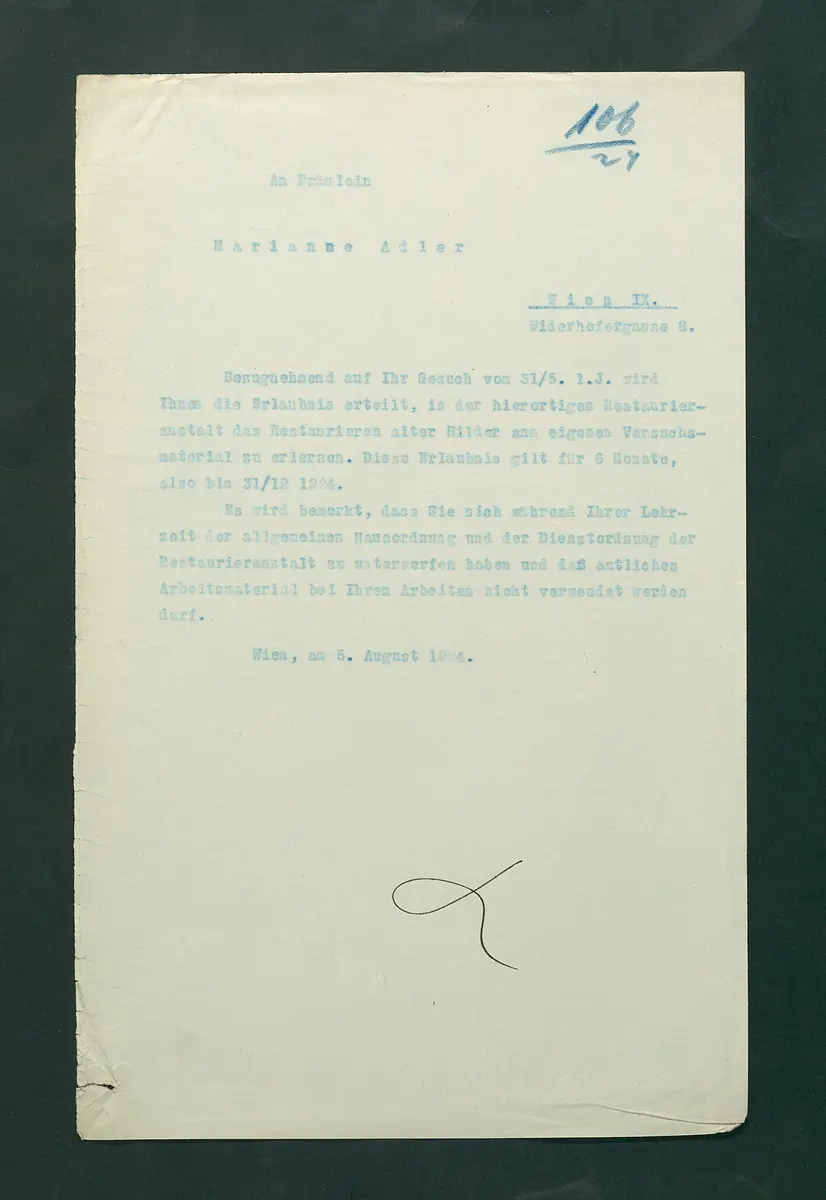 106
24
An Fräulein
Marianne Adler
Wien IX.
Widerhofergasse 8.
Bezugnehmend auf Ihr Gesuch vom 31/5. l.J. wird
Ihnen die Erlaubnis erteilt, in der hierortigen Restaurier-
anstalt das Restaurieren alter Bilder am eigenen Versuchs-
material zu erlernen. Diese Erlaubnis gilt für 6 Monate,
also bis 31/12 1924.
Es wird bemerkt, dass Sie sich während Ihrer Lehr-
zeit der allgemeinen Hausordnung und der Dienstordnung der
Restaurieranstalt zu unterwerfen haben und daß amtliches
Arbeitsmaterial bei Ihren Arbeiten nicht verwendet werden
darf.
Wien, am 5. August 1924.